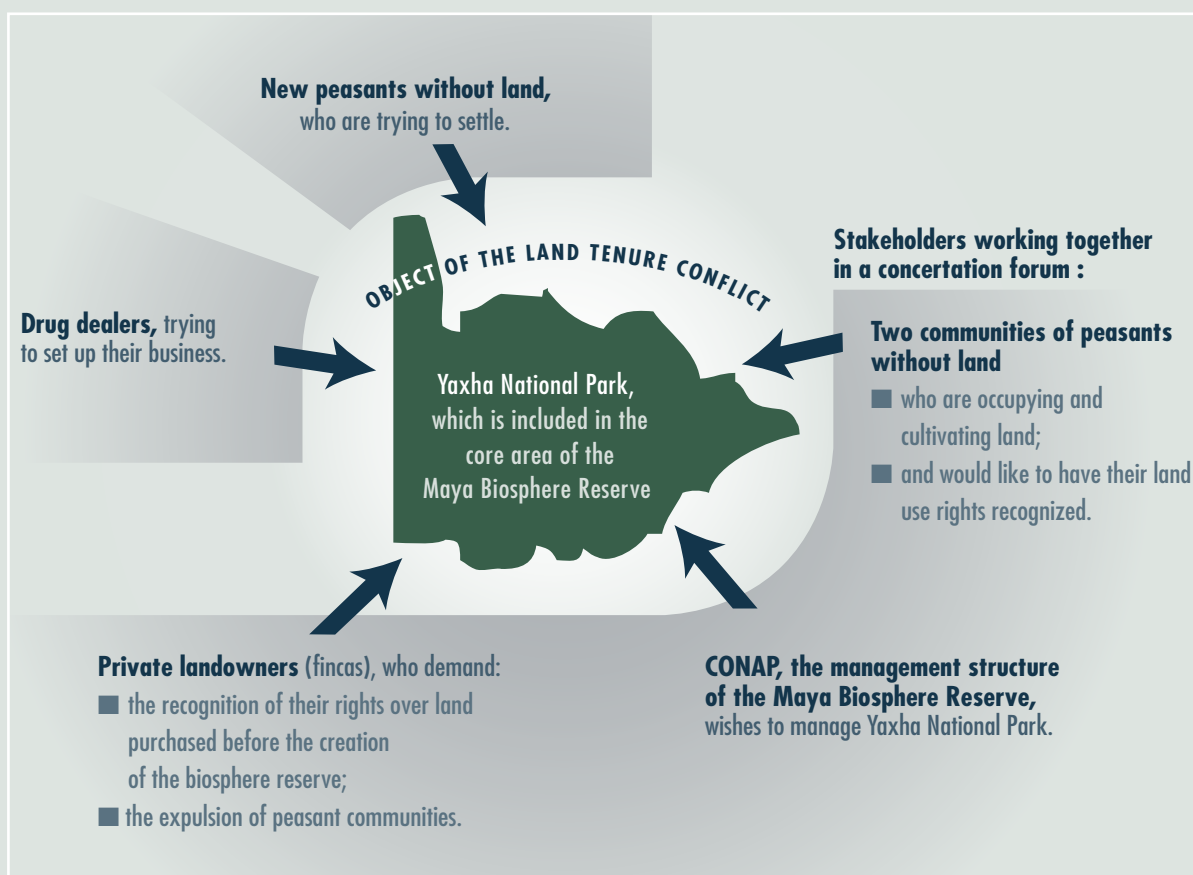 New peasants without land,
who are trying to settle.
OBJECT OF THE LAND TENURE CONFLICT
Stakeholders working together
in a concertation forum :
Drug dealers, trying
to set up their business.
Two communities of peasants
without land
■ who are occupying and
cultivating land;
■ and would like to have their land
use rights recognized.
Yaxha National Park,
which is included in the
core area of the
Maya Biosphere Reserve
Private landowners (fincas), who demand:
■ the recognition of their rights over land
purchased before the creation
of the biosphere reserve;
■ the expulsion of peasant communities.
CONAP, the management structure
of the Maya Biosphere Reserve,
wishes to manage Yaxha National Park.